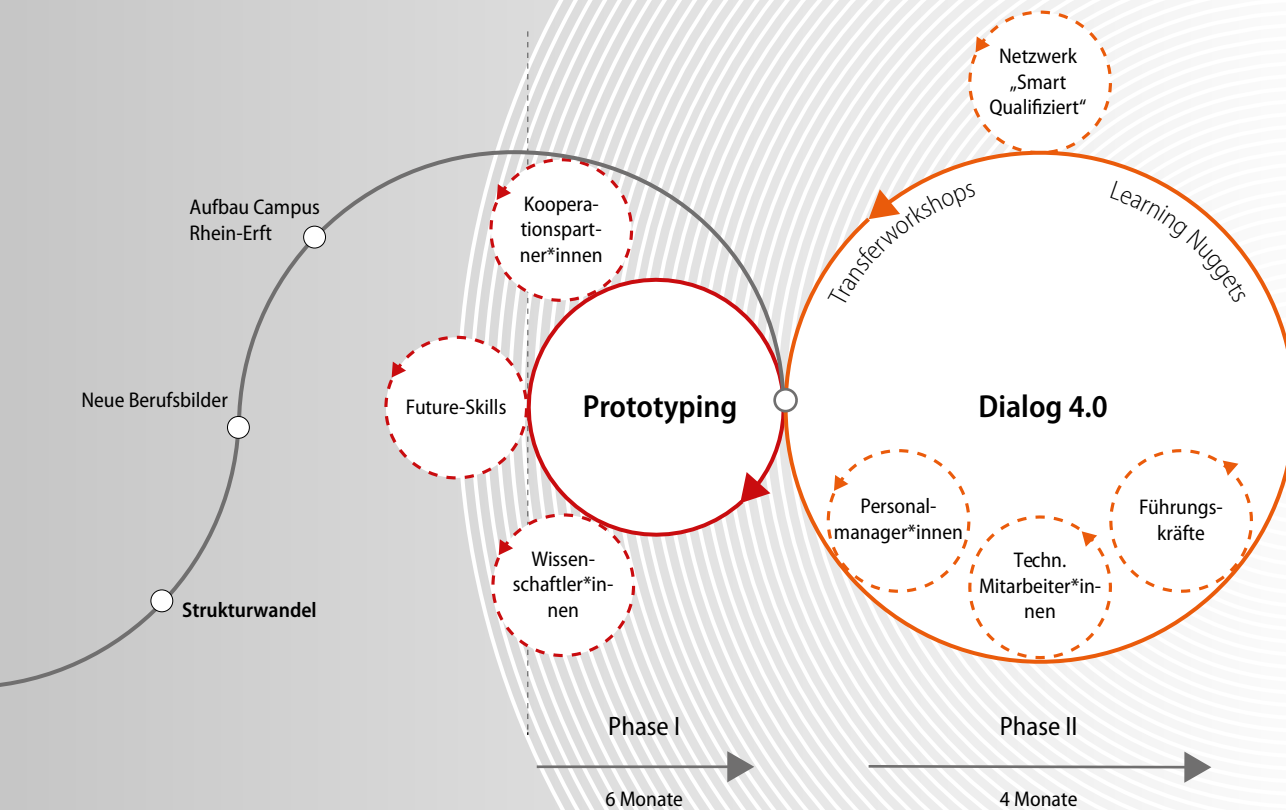 Netzwerk
„Smart
Qualifiziert“
Transferworkshops
Learning Nuggets
Aufbau Campus
Rhein-Erft
Koopera-
tionspart-
ner*innen
Neue Berufsbilder
Future-Skills
Prototyping
Dialog 4.0
Strukturwandel
Wissen-
schaftler*in-
nen
Personal-
manager*innen
Techn.
Mitarbeiter*in-
nen
Führungs-
kräfte
Phase I
6 Monate
Phase II
4 Monate